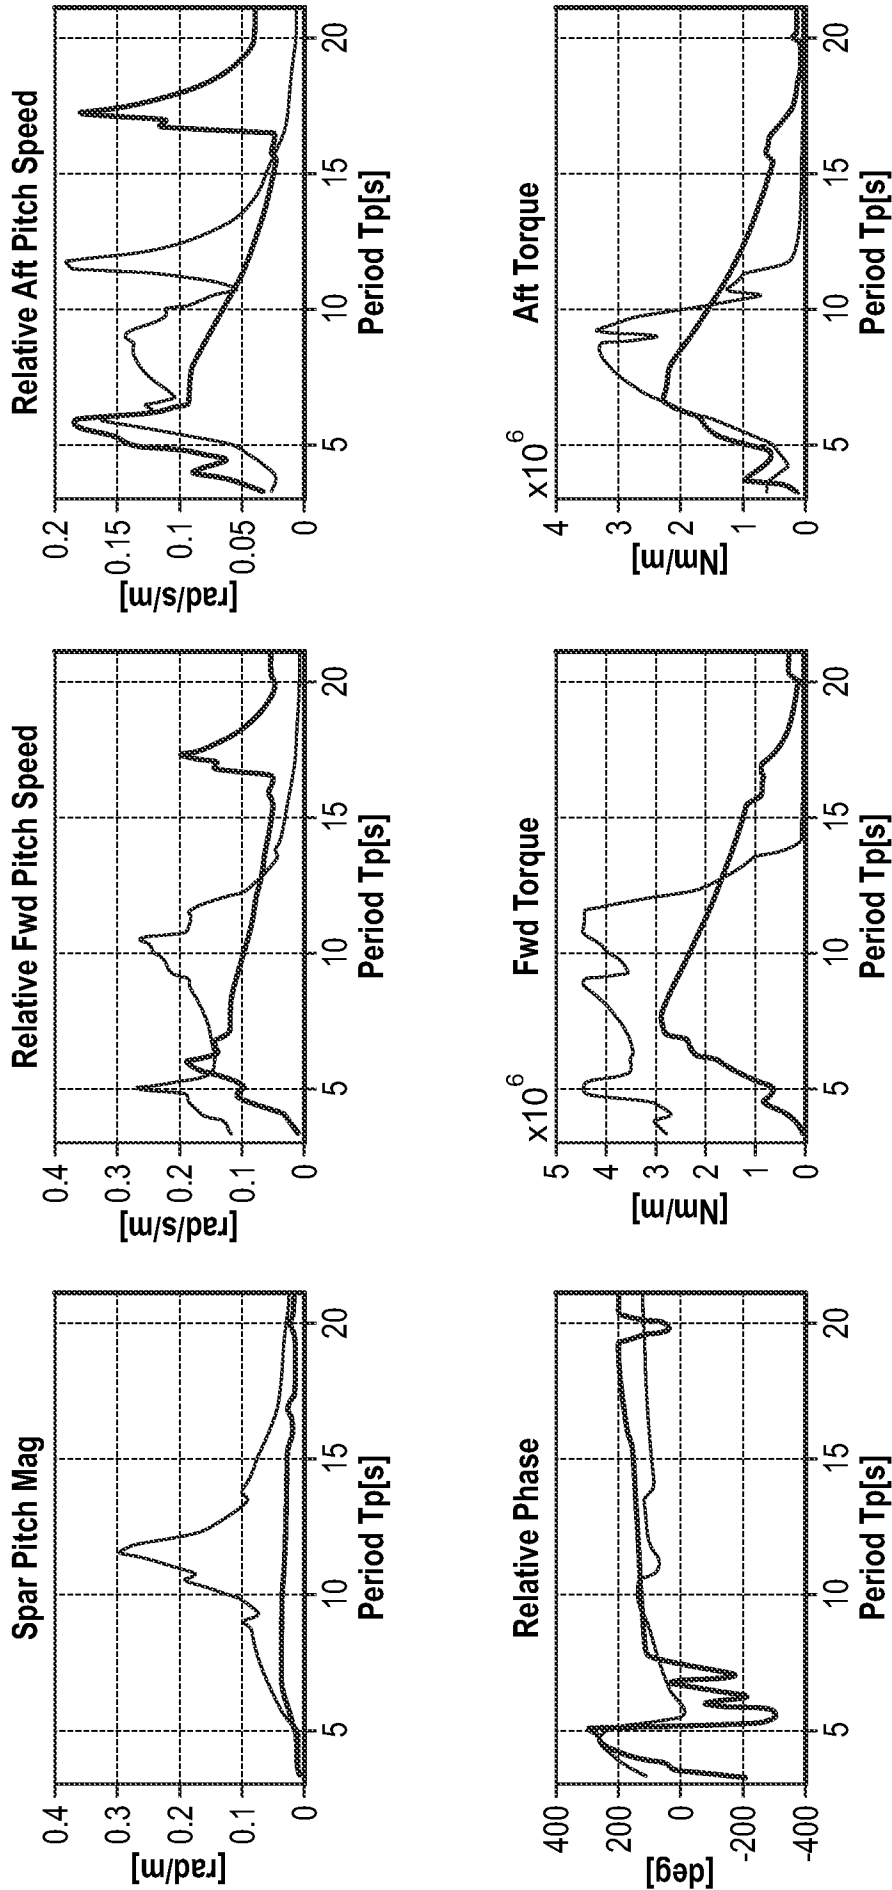 Spar Pitch Mag
[rad/m]
0.4
0.3
0.2
0.1
0
5
10
15
20
Period Tp[s]
Relative Fwd Pitch Speed
[rad/s/m]
0.4
0.3
0.2
0.1
0
5
10
15
20
Period Tp[s]
Relative Aft Pitch Speed
[rad/s/m]
0.2
0.15
0.1
0.05
0
5
10
15
20
Period Tp[s]
Relative Phase
[deg]
400
200
0
-200
-400
5
10
15
20
Period Tp[s]
Fwd Torque
x10^6
[Nm/m]
5
4
3
2
1
0
5
10
15
20
Period Tp[s]
Aft Torque
x10^6
[Nm/m]
4
3
2
1
0
5
10
15
20
Period Tp[s]